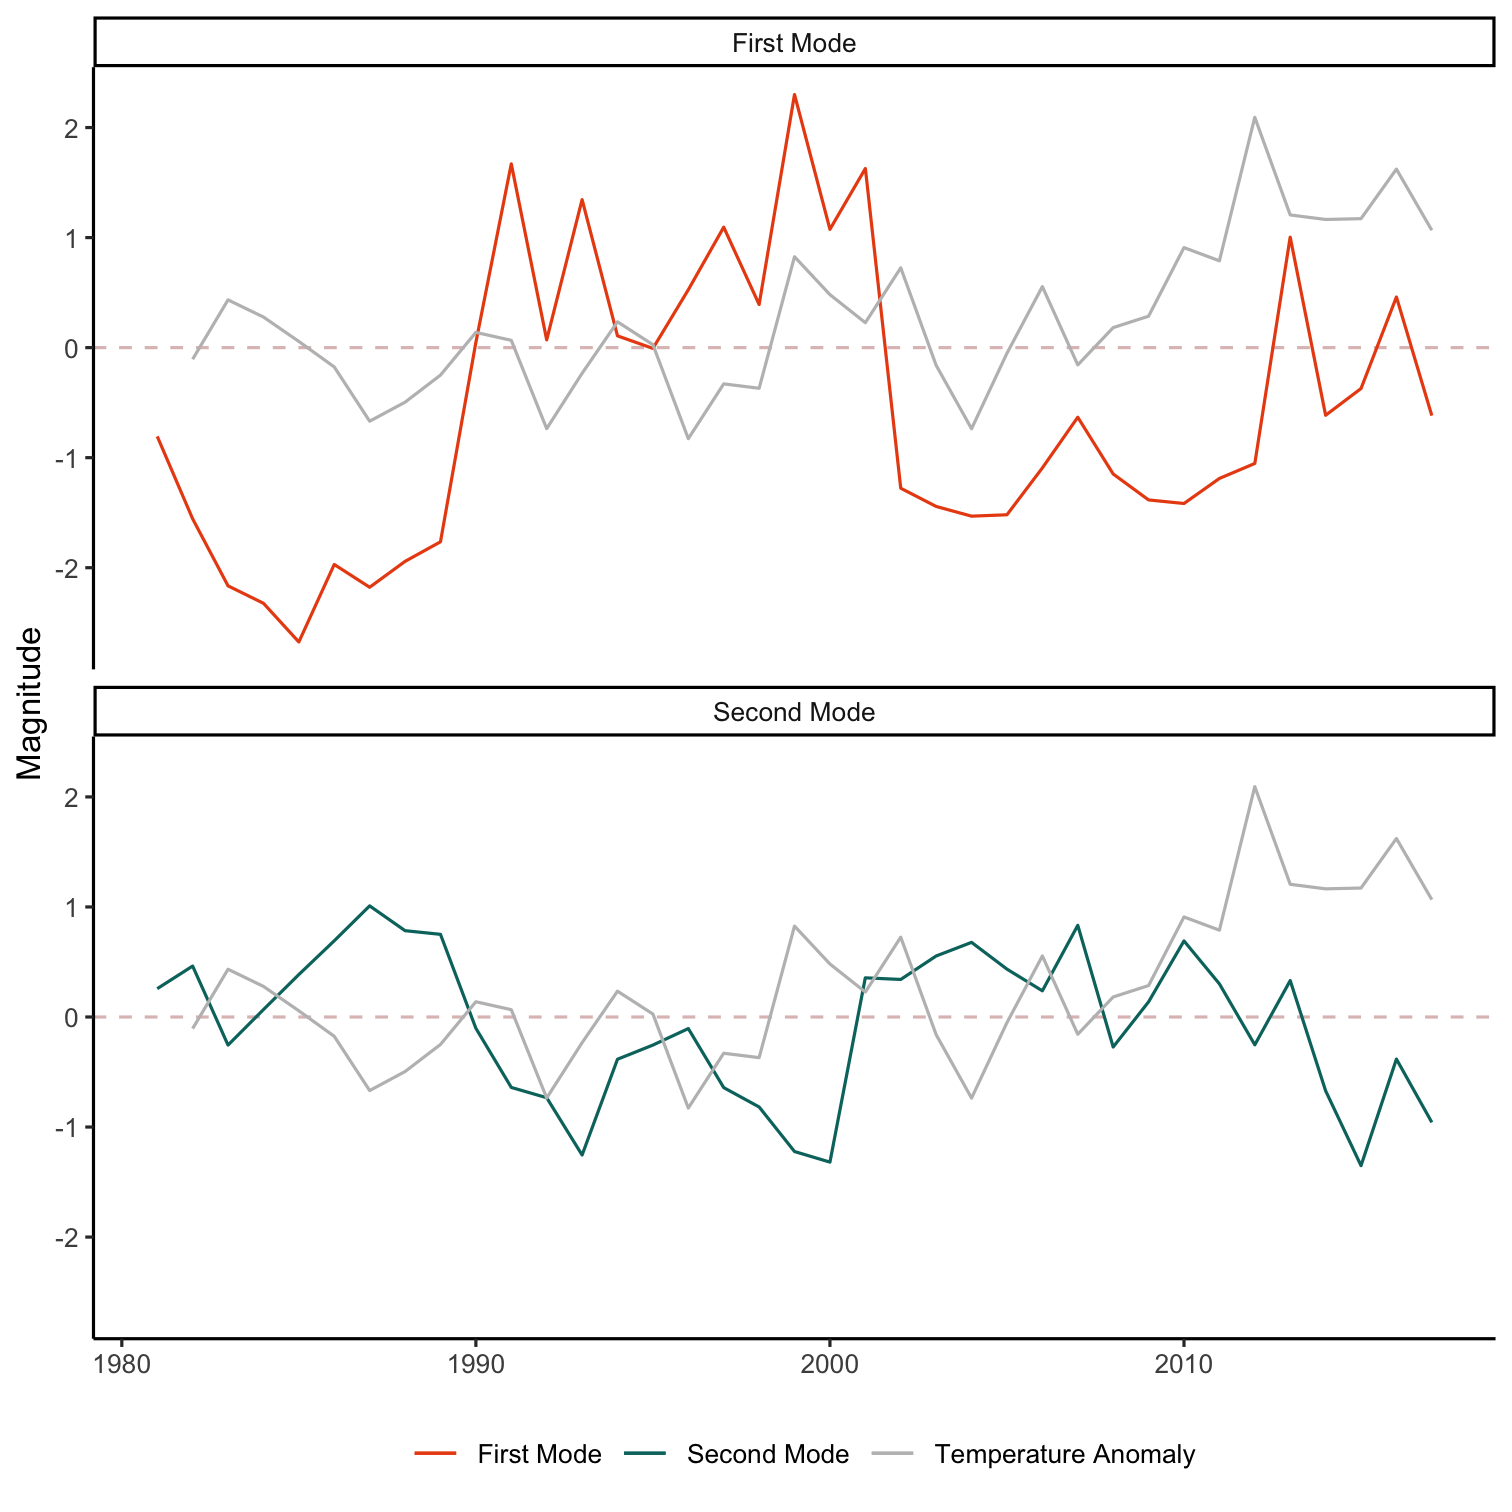 First Mode
2
1
0
-1
-2
Magnitude
Second Mode
2
1
0
-1
-2
1980 1990 2000 2010
First Mode Second Mode Temperature Anomaly